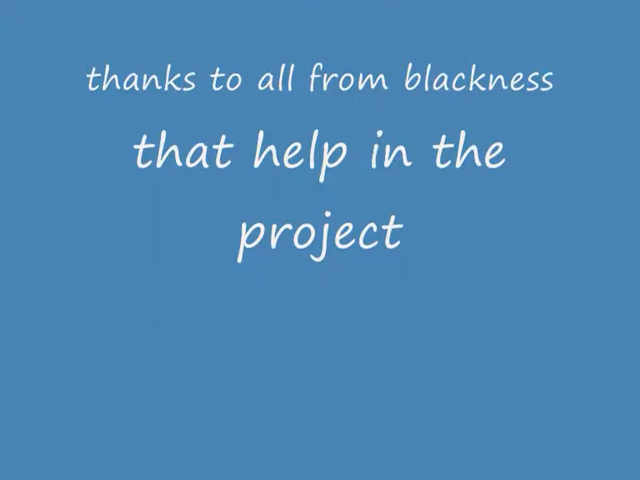 thanks to all from blackness
that help in the
project